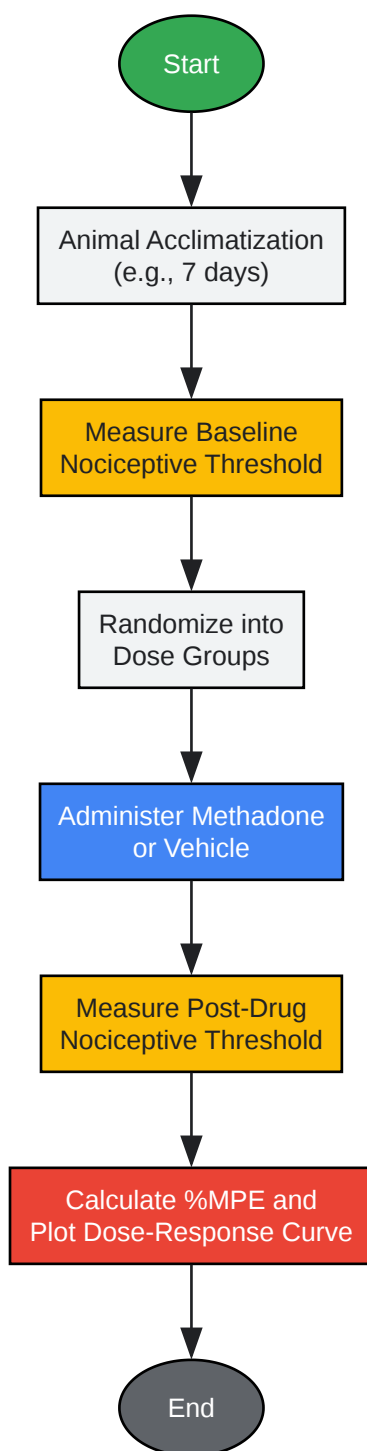 Start
Animal Acclimatization
(e.g., 7 days)
Measure Baseline
Nociceptive Threshold
Randomize into
Dose Groups
Administer Methadone
or Vehicle
Measure Post-Drug
Nociceptive Threshold
Calculate %MPE and
Plot Dose-Response Curve
End